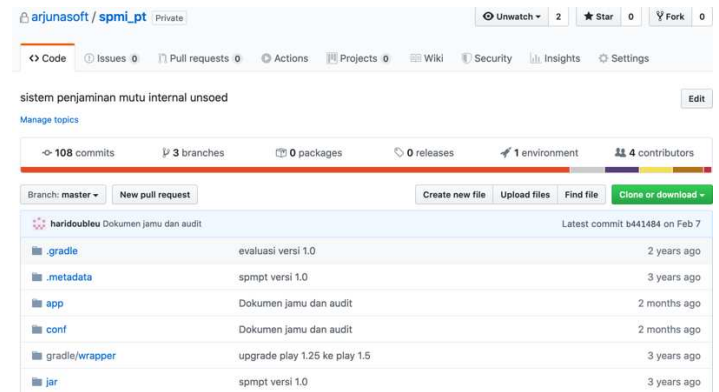 arjunasoft / spmi_pt Private Unwatch 2 Star 0 Fork 0
Code Issues 0 Pull requests 0 Actions Projects 0 Wiki Security Insights Settings
sistem penjaminan mutu internal unsoed Edit
Manage topics
108 commits 3 branches 0 packages 0 releases 1 environment 4 contributors
Branch: master New pull request Create new file Upload files Find file Clone or download
haridoubleu Dokumen jamu dan audit Latest commit b441484 on Feb 7
.gradle evaluasi versi 1.0 2 years ago
.metadata spmpt versi 1.0 3 years ago
app Dokumen jamu dan audit 2 months ago
conf Dokumen jamu dan audit 2 months ago
gradle/wrapper upgrade play 1.25 ke play 1.5 3 years ago
jar spmpt versi 1.0 3 years ago